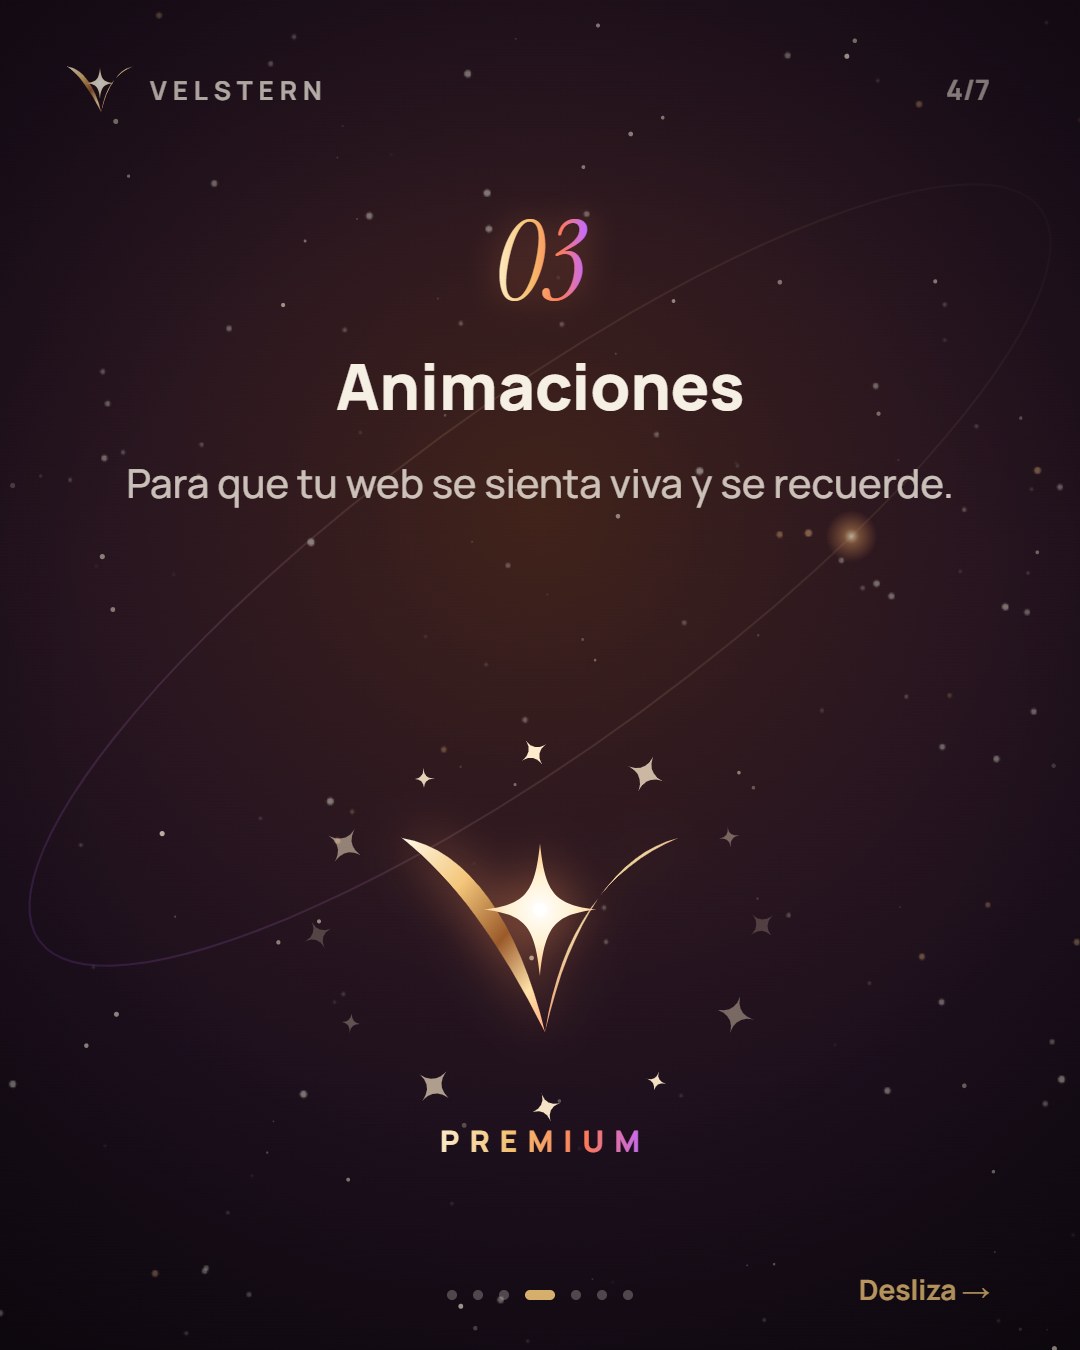 VELSTERN
4/7
03
Animaciones
Para que tu web se sienta viva y se recuerde.
PREMIUM
Desliza →